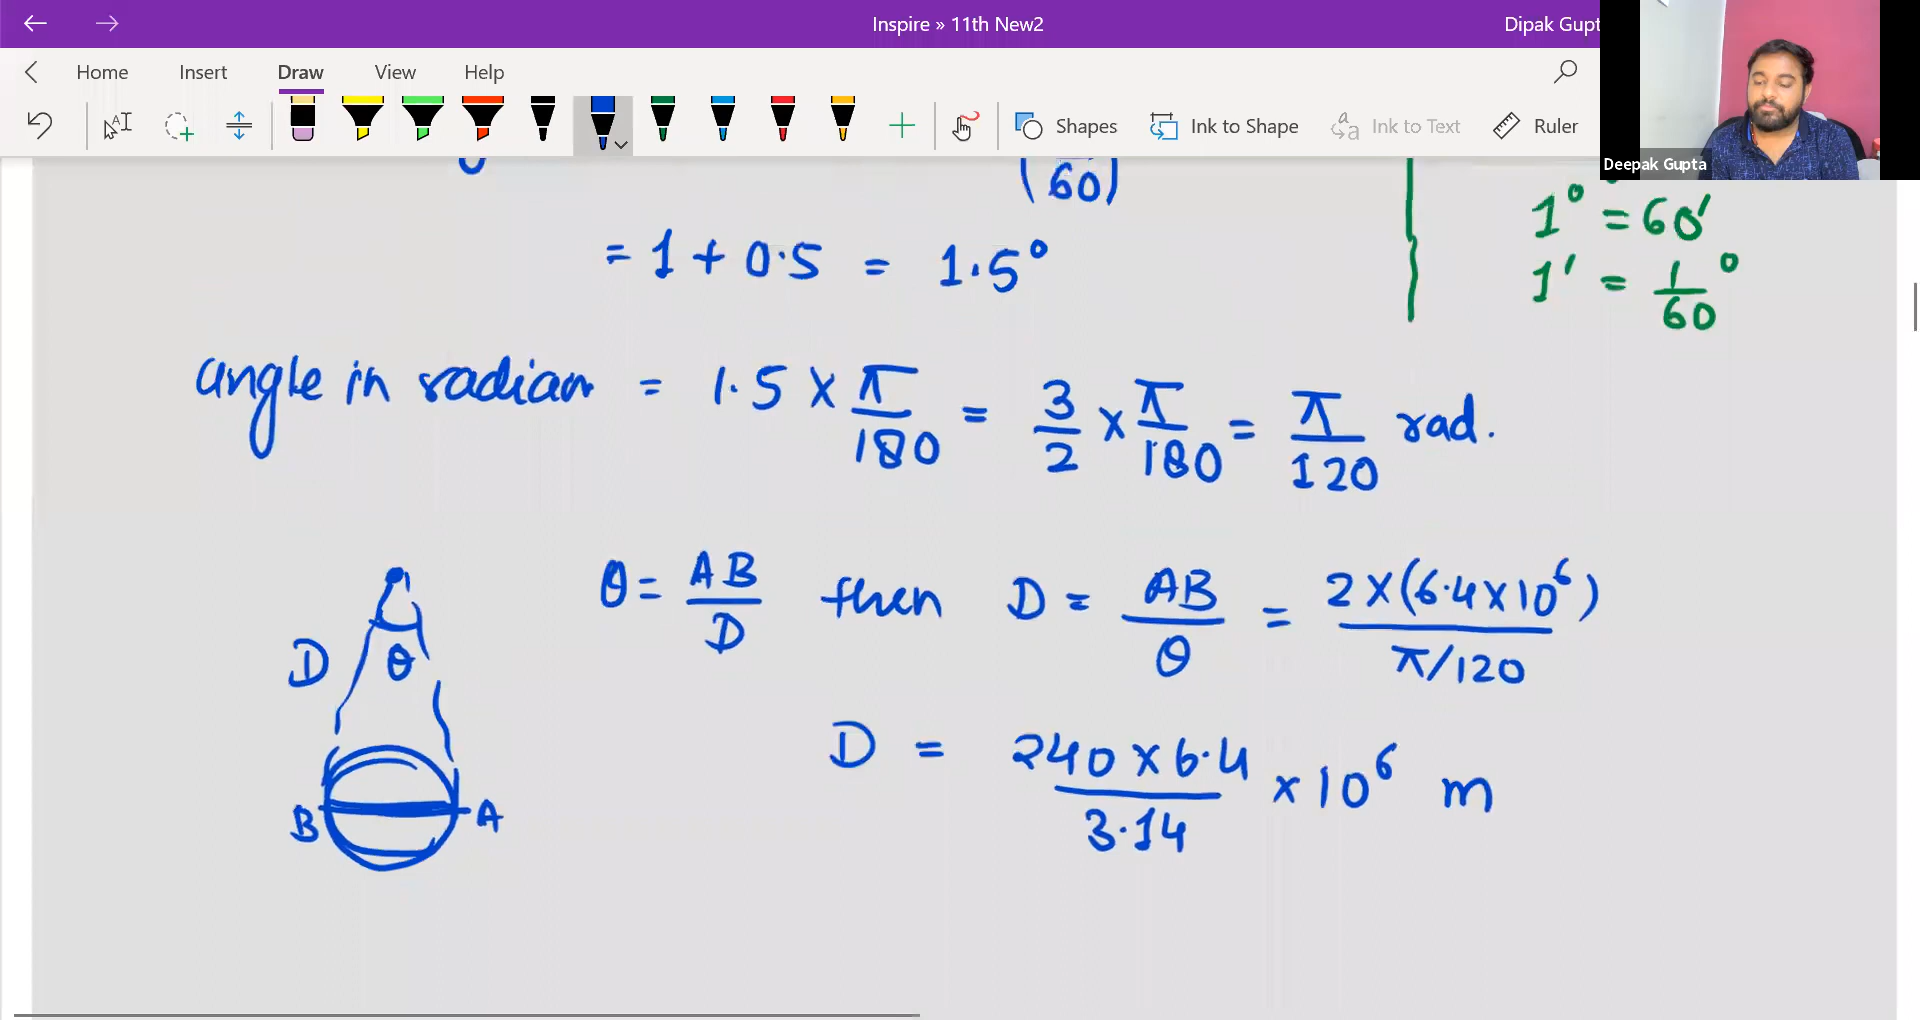 Inspire » 11th New2
Dipak Gupt
Home Insert Draw View Help
Shapes Ink to Shape Ink to Text Ruler
Deepak Gupta
60)
1° = 60′
= 1 + 0.5 = 1.5°
1′ = 1/60 °
angle in radian = 1.5 × π/180 = 3/2 × π/180 = π/120 rad.
θ = AB/D then D = AB/θ = 2×(6.4×10⁶)/(π/120)
D θ
D = (240 × 6.4)/3.14 × 10⁶ m
B A